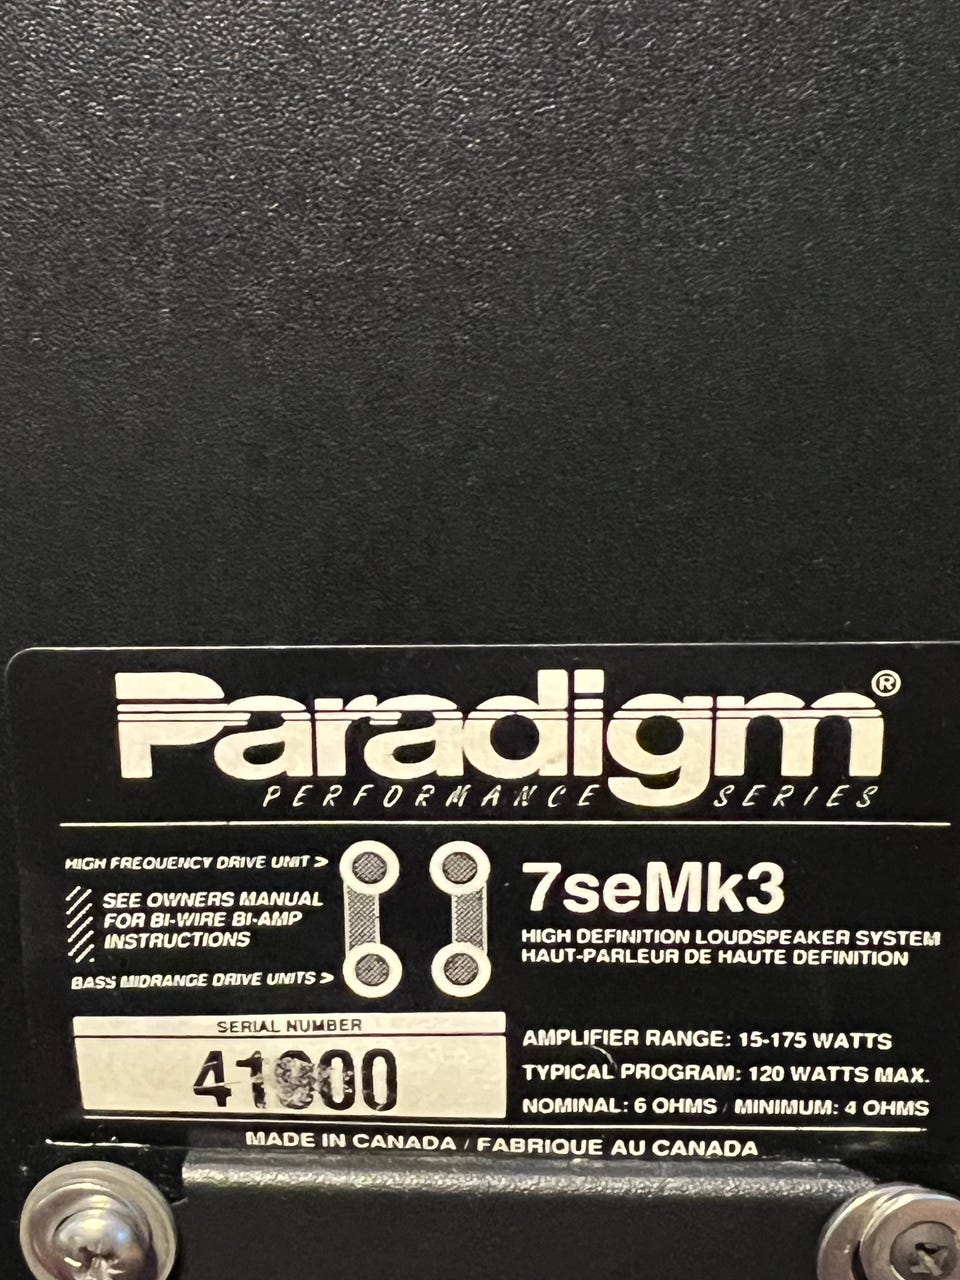 Paradigm®
PERFORMANCE SERIES
HIGH FREQUENCY DRIVE UNIT >
SEE OWNERS MANUAL
FOR BI-WIRE BI-AMP
INSTRUCTIONS
BASS MIDRANGE DRIVE UNITS >
7seMk3
HIGH DEFINITION LOUDSPEAKER SYSTEM
HAUT-PARLEUR DE HAUTE DEFINITION
SERIAL NUMBER
AMPLIFIER RANGE: 15-175 WATTS
TYPICAL PROGRAM: 120 WATTS MAX.
NOMINAL: 6 OHMS / MINIMUM: 4 OHMS
MADE IN CANADA / FABRIQUE AU CANADA